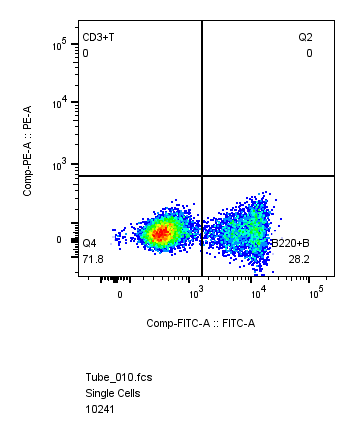 CD3+T Q2
0 0
10^5
10^4
10^3
0
Comp-PE-A :: PE-A
Q4 B220+B
71.8 28.2
0 10^3 10^4 10^5
Comp-FITC-A :: FITC-A
Tube_010.fcs
Single Cells
10241